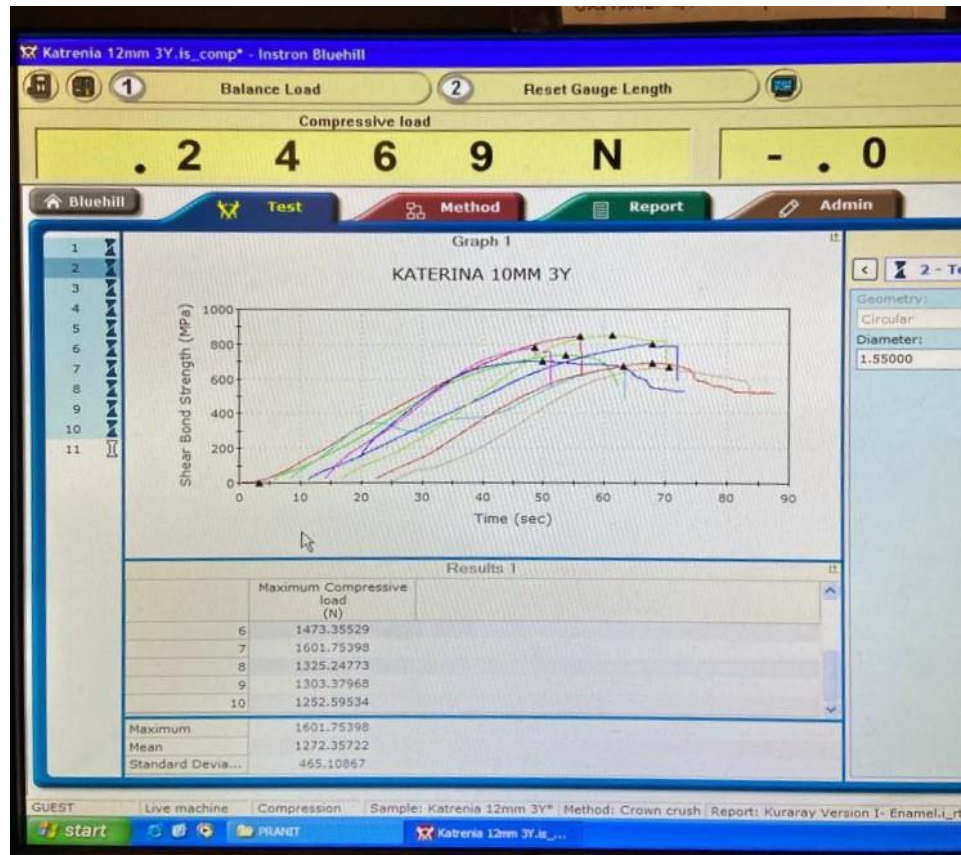 Katrenia 12mm 3Y.is_comp* - Instron Bluehill
1 Balance Load 2 Reset Gauge Length
Compressive load
.2469 N -.0
Bluehill Test Method Report Admin
Graph 1
KATERINA 10MM 3Y
Shear Bond Strength (MPa)
1000
800
600
400
200
0
0 10 20 30 40 50 60 70 80 90
Time (sec)
1
2
3
4
5
6
7
8
9
10
11
< 2 - Te
Geometry:
Circular
Diameter:
1.55000
Results 1
Maximum Compressive
load
(N)
6 1473.35529
7 1601.75398
8 1325.24773
9 1303.37968
10 1252.59534
Maximum 1601.75398
Mean 1272.35722
Standard Devia... 465.10867
GUEST Live machine Compression Sample: Katrenia 12mm 3Y* Method: Crown crush Report: Kuraray Version I- Enamel.i_rt
start PRANIT Katrenia 12mm 3Y.is_...